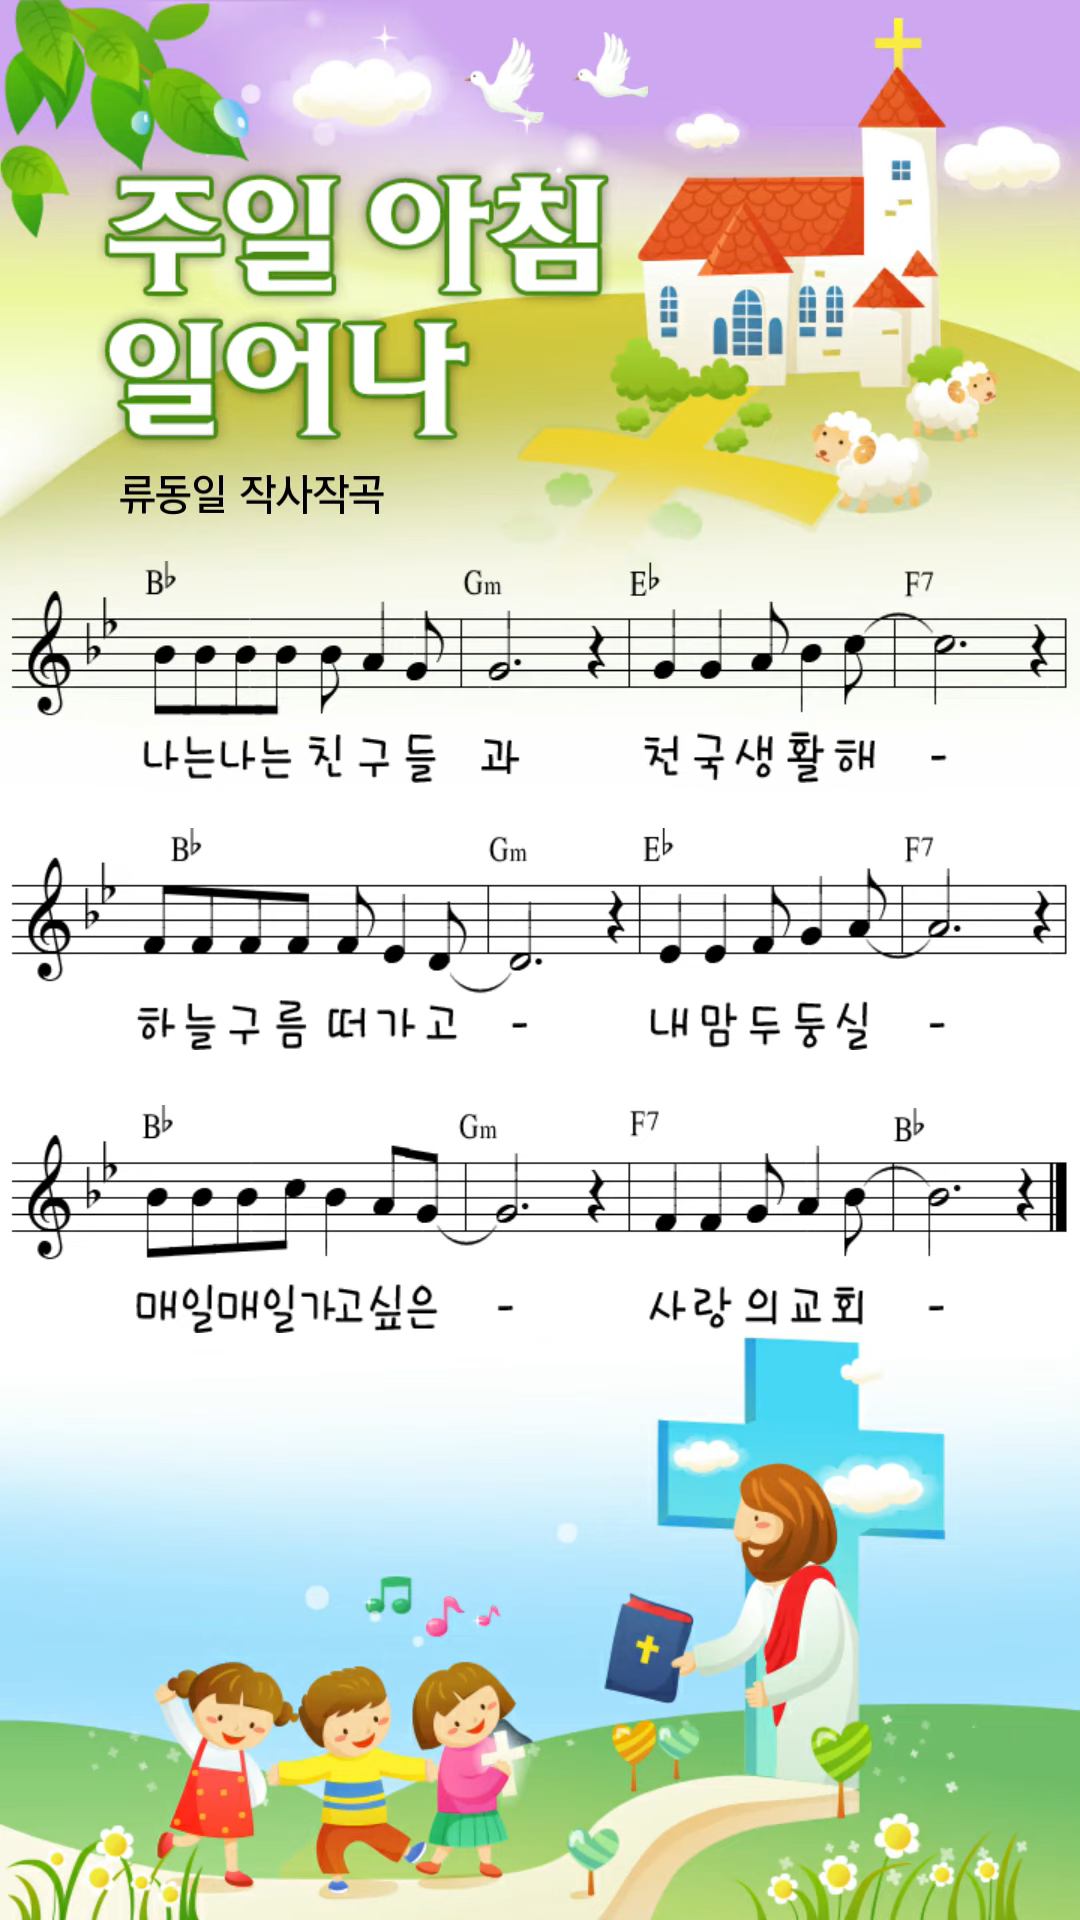 주일 아침
일어나
류동일 작사작곡
B♭ Gm E♭ F7
나는나는 친구들 과 천국생활해 -
B♭ Gm E♭ F7
하늘구름 떠가고 - 내맘두둥실 -
B♭ Gm F7 B♭
매일매일가고싶은 - 사랑의교회 -